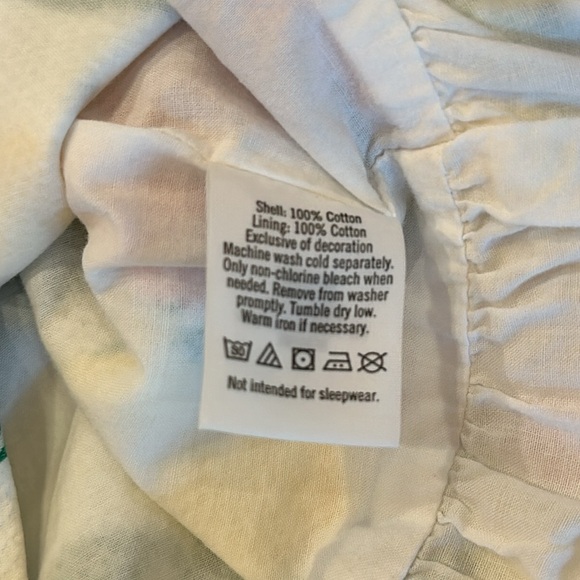 Shell: 100% Cotton
Lining: 100% Cotton
Exclusive of decoration
Machine wash cold separately.
Only non-chlorine bleach when
needed. Remove from washer
promptly. Tumble dry low.
Warm iron if necessary.
30
Not intended for sleepwear.